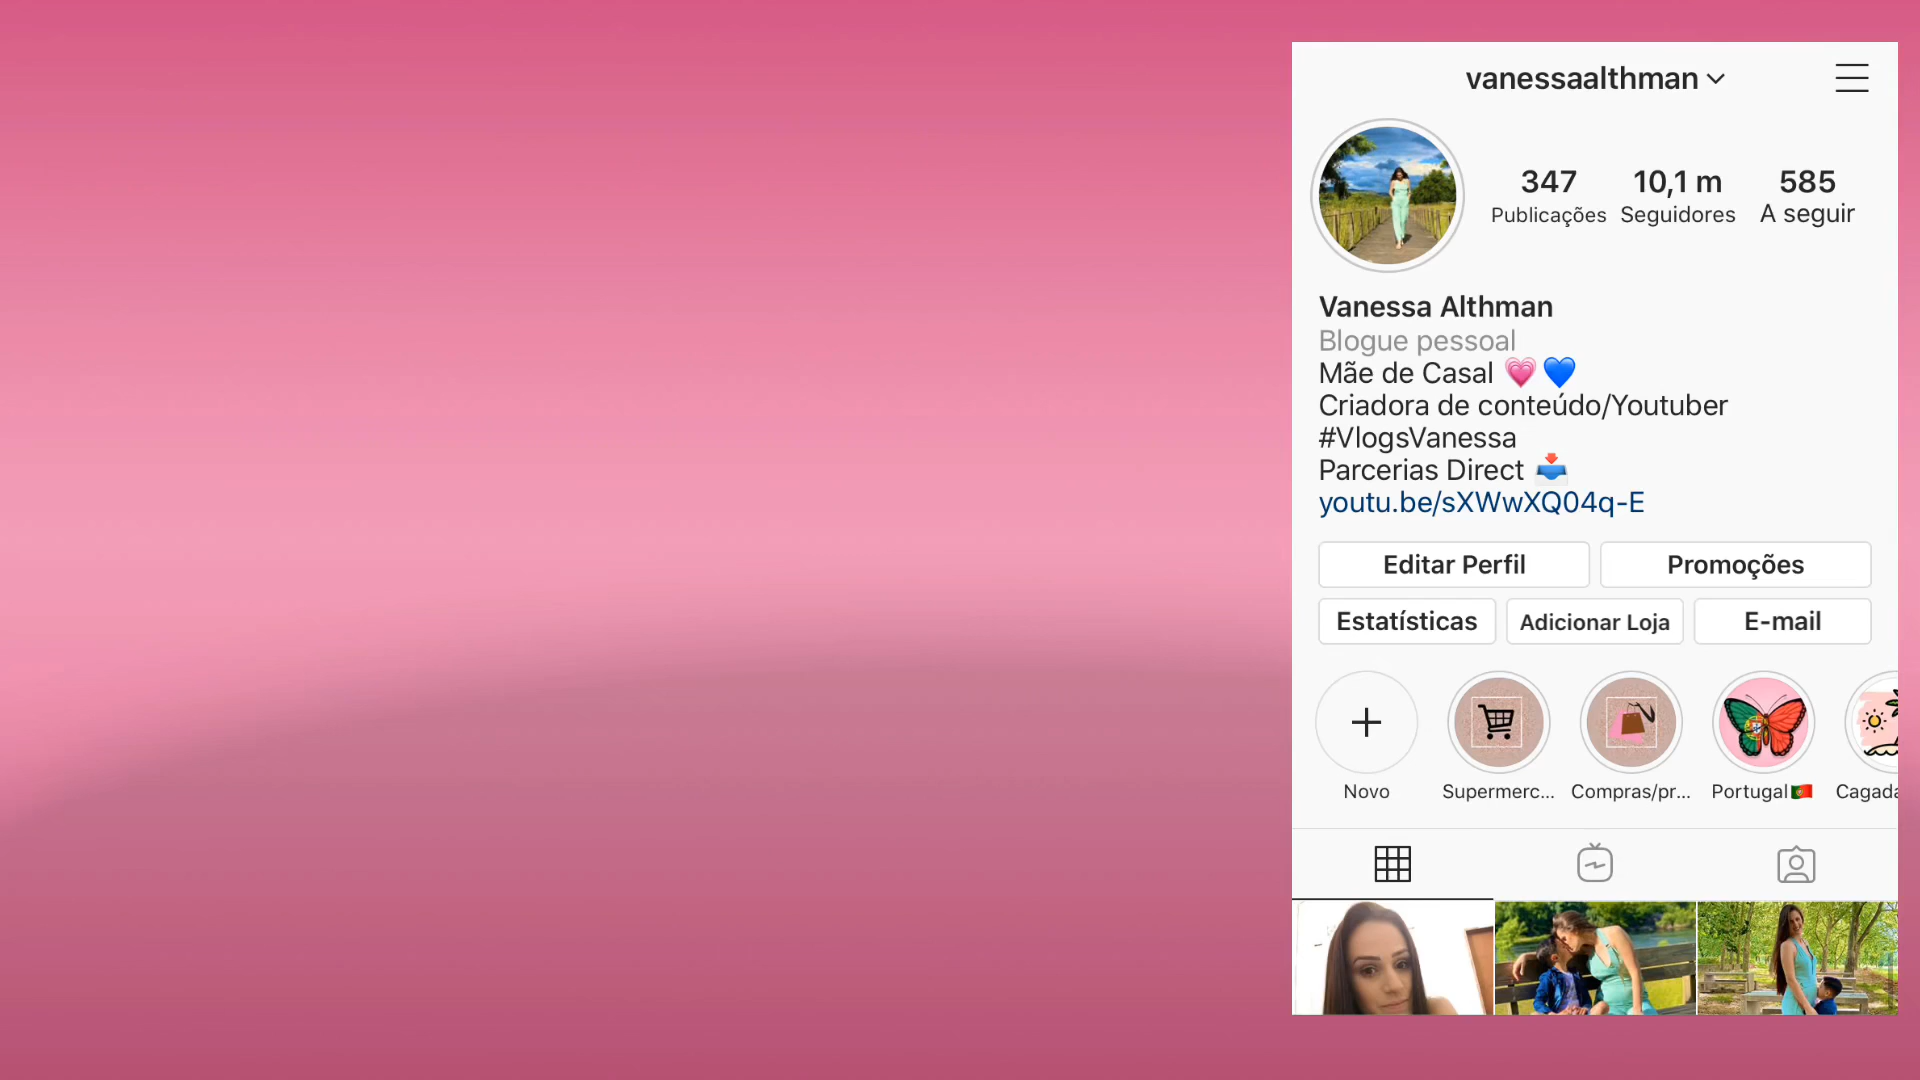 vanessaalthman
347 10,1 m 585
Publicações Seguidores A seguir
Vanessa Althman
Blogue pessoal
Mãe de Casal 💗 💙
Criadora de conteúdo/Youtuber
#VlogsVanessa
Parcerias Direct 📥
youtu.be/sXWwXQ04q-E
Editar Perfil Promoções
Estatísticas Adicionar Loja E-mail
Novo Supermerc... Compras/pr... Portugal🇵🇹 Cagada